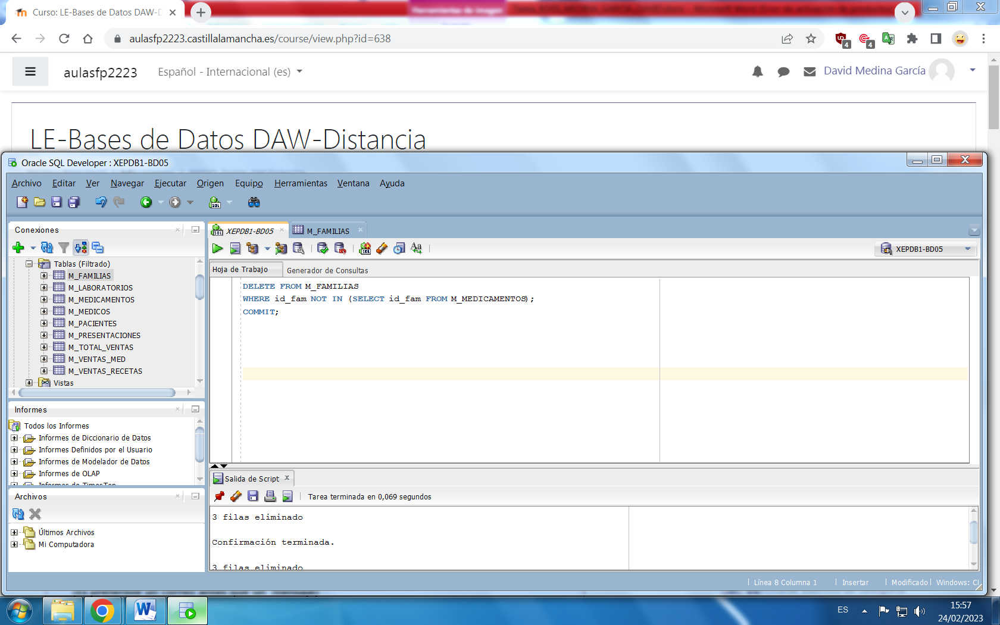 Curso: LE-Bases de Datos DAW-D
aulasfp2223.castillalamancha.es/course/view.php?id=638
4
4
aulasfp2223
Español - Internacional (es)
David Medina García
LE-Bases de Datos DAW-Distancia
Oracle SQL Developer : XEPDB1-BD05
Archivo Editar Ver Navegar Ejecutar Origen Equipo Herramientas Ventana Ayuda
Conexiones
Tablas (Filtrado)
M_FAMILIAS
M_LABORATORIOS
M_MEDICAMENTOS
M_MEDICOS
M_PACIENTES
M_PRESENTACIONES
M_TOTAL_VENTAS
M_VENTAS_MED
M_VENTAS_RECETAS
Vistas
Informes
Todos los Informes
Informes de Diccionario de Datos
Informes Definidos por el Usuario
Informes de Modelador de Datos
Informes de OLAP
Informes de TimesTen
Archivos
Últimos Archivos
Mi Computadora
XEPDB1-BD05
M_FAMILIAS
XEPDB1-BD05
Hoja de Trabajo
Generador de Consultas
DELETE FROM M_FAMILIAS
WHERE id_fam NOT IN (SELECT id_fam FROM M_MEDICAMENTOS);
COMMIT;
Salida de Script
Tarea terminada en 0,069 segundos
3 filas eliminado
Confirmación terminada.
3 filas eliminado
Línea 8 Columna 1
Insertar
Modificado
Windows: CL
ES
15:57
24/02/2023